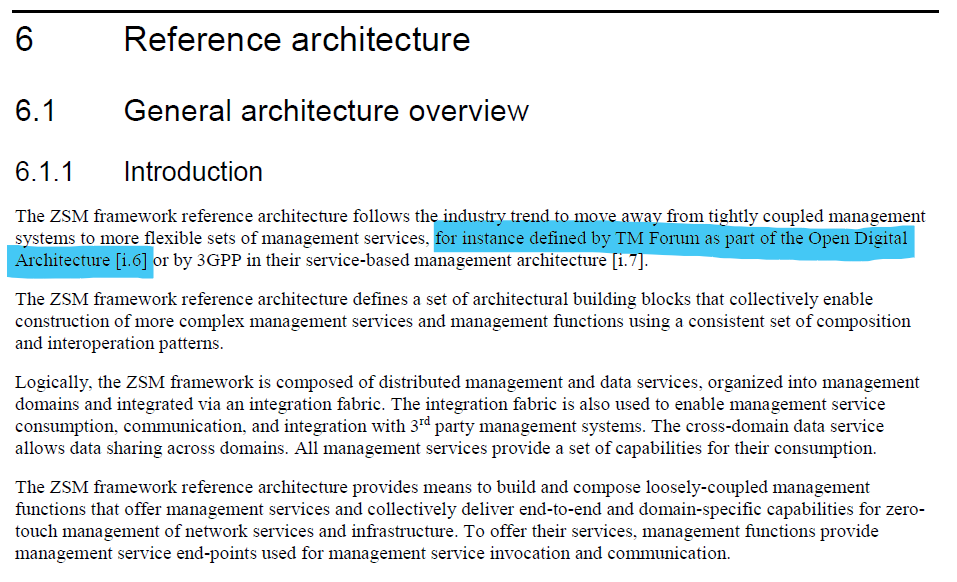 6 Reference architecture
6.1 General architecture overview
6.1.1 Introduction
The ZSM framework reference architecture follows the industry trend to move away from tightly coupled management
systems to more flexible sets of management services, for instance defined by TM Forum as part of the Open Digital
Architecture [i.6] or by 3GPP in their service-based management architecture [i.7].
The ZSM framework reference architecture defines a set of architectural building blocks that collectively enable
construction of more complex management services and management functions using a consistent set of composition
and interoperation patterns.
Logically, the ZSM framework is composed of distributed management and data services, organized into management
domains and integrated via an integration fabric. The integration fabric is also used to enable management service
consumption, communication, and integration with 3rd party management systems. The cross-domain data service
allows data sharing across domains. All management services provide a set of capabilities for their consumption.
The ZSM framework reference architecture provides means to build and compose loosely-coupled management
functions that offer management services and collectively deliver end-to-end and domain-specific capabilities for zero-
touch management of network services and infrastructure. To offer their services, management functions provide
management service end-points used for management service invocation and communication.